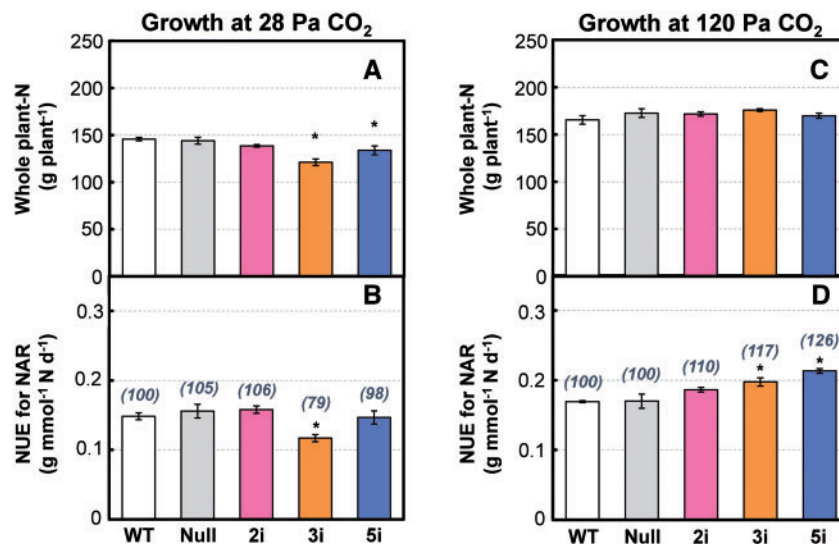 Growth at 28 Pa CO₂
A
Whole plant-N
(g plant⁻¹)
250
200
150
100
50
0
*
*
B
NUE for NAR
(g mmol⁻¹ N d⁻¹)
0.3
0.2
0.1
0
(100)
(105)
(106)
(79)
(98)
*
WT Null 2i 3i 5i
Growth at 120 Pa CO₂
C
Whole plant-N
(g plant⁻¹)
250
200
150
100
50
0
D
NUE for NAR
(g mmol⁻¹ N d⁻¹)
0.3
0.2
0.1
0
(100)
(100)
(110)
(117)
(126)
*
*
WT Null 2i 3i 5i